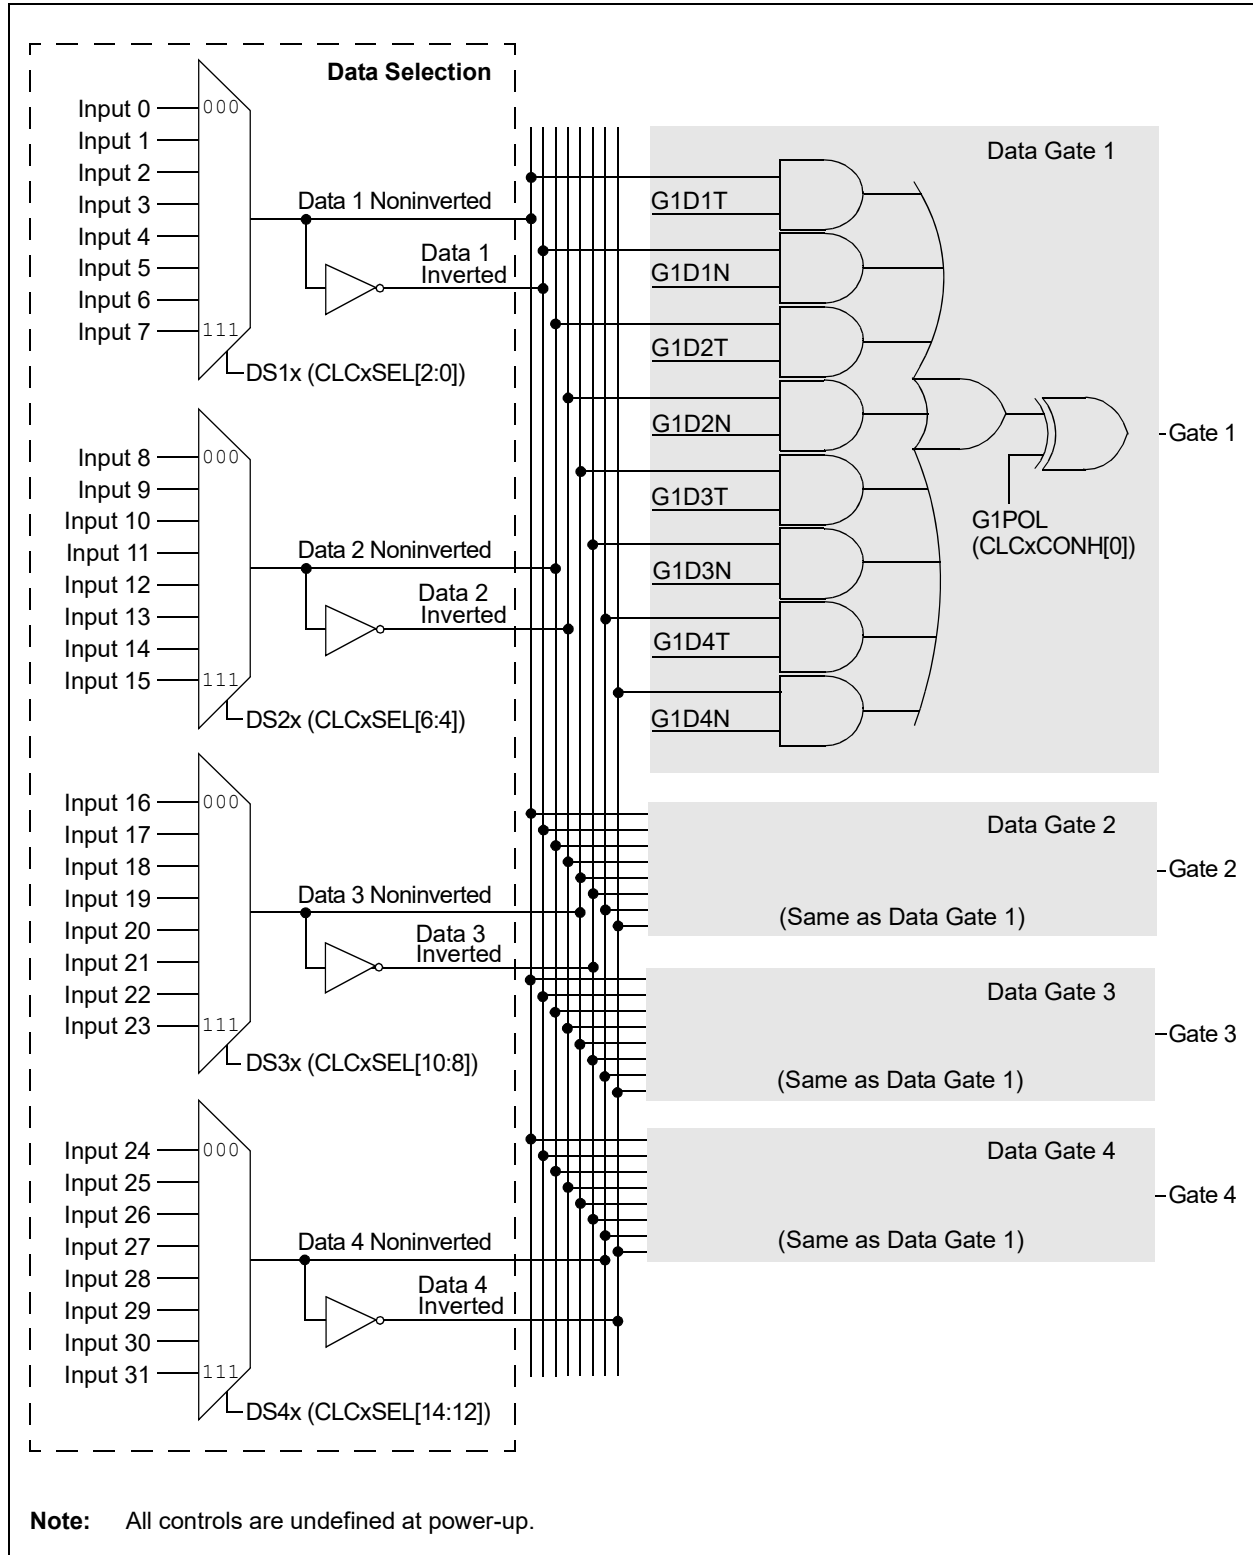 Data Selection
Input 0
000
Input 1
Input 2
Input 3
Input 4
Input 5
Input 6
Input 7
111
Data 1 Noninverted
Data 1
Inverted
DS1x (CLCxSEL[2:0])
Input 8
000
Input 9
Input 10
Input 11
Input 12
Input 13
Input 14
Input 15
111
Data 2 Noninverted
Data 2
Inverted
DS2x (CLCxSEL[6:4])
Input 16
000
Input 17
Input 18
Input 19
Input 20
Input 21
Input 22
Input 23
111
Data 3 Noninverted
Data 3
Inverted
DS3x (CLCxSEL[10:8])
Input 24
000
Input 25
Input 26
Input 27
Input 28
Input 29
Input 30
Input 31
111
Data 4 Noninverted
Data 4
Inverted
DS4x (CLCxSEL[14:12])
Data Gate 1
G1D1T
G1D1N
G1D2T
G1D2N
G1D3T
G1D3N
G1D4T
G1D4N
G1POL
(CLCxCONH[0])
Gate 1
Data Gate 2
(Same as Data Gate 1)
Gate 2
Data Gate 3
(Same as Data Gate 1)
Gate 3
Data Gate 4
(Same as Data Gate 1)
Gate 4
Note: All controls are undefined at power-up.